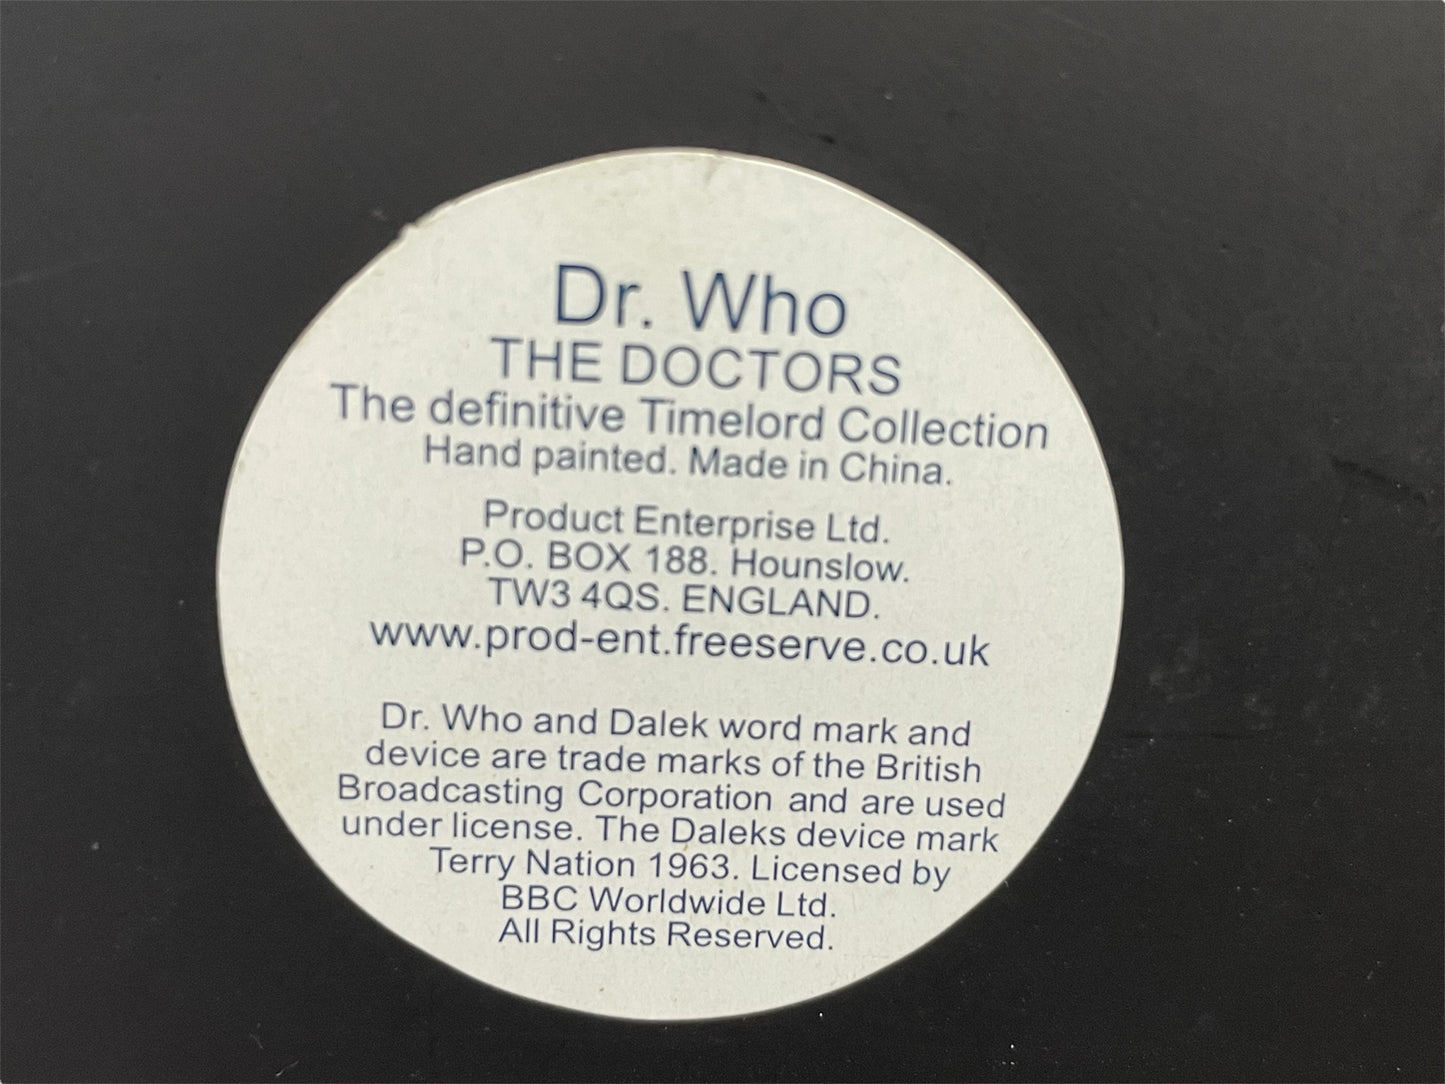 Dr. Who
THE DOCTORS
The definitive Timelord Collection
Hand painted. Made in China.
Product Enterprise Ltd.
P.O. BOX 188. Hounslow.
TW3 4QS. ENGLAND.
www.prod-ent.freeserve.co.uk
Dr. Who and Dalek word mark and
device are trade marks of the British
Broadcasting Corporation and are used
under license. The Daleks device mark
Terry Nation 1963. Licensed by
BBC Worldwide Ltd.
All Rights Reserved.